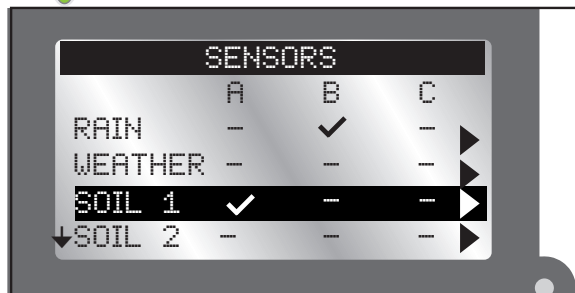 SENSORS
A B C
RAIN – ✓ –
WEATHER – – –
SOIL 1 ✓ – –
SOIL 2 – – –